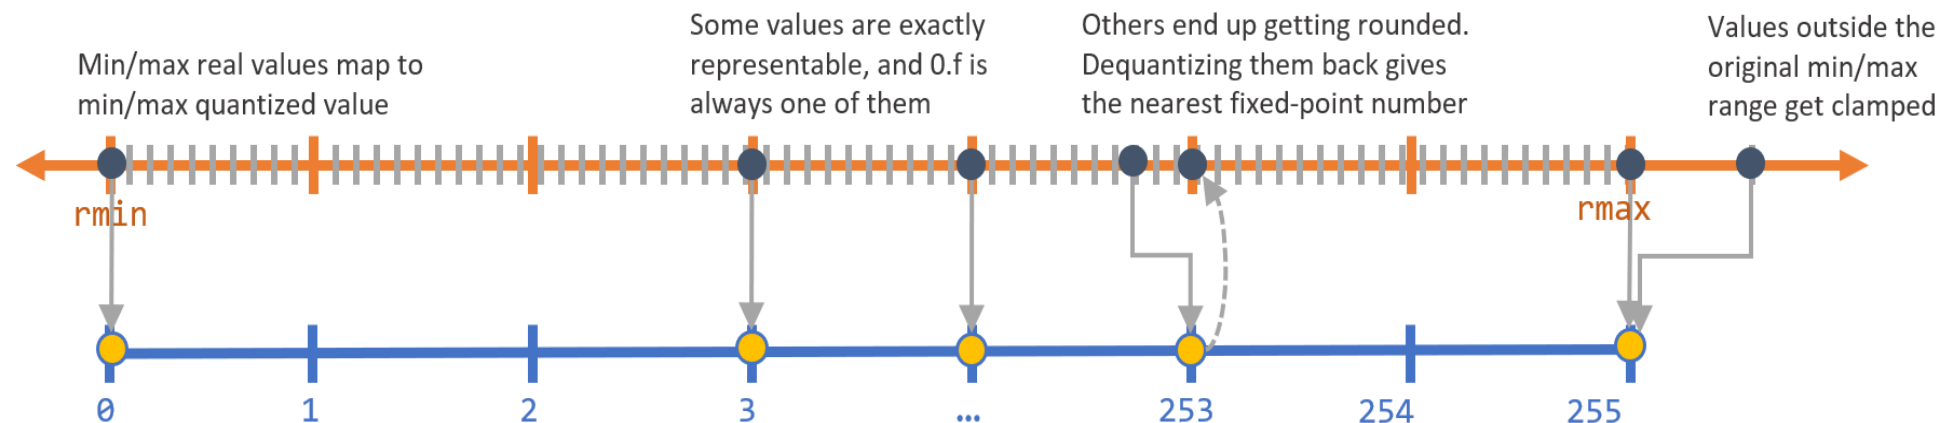 Min/max real values map to
min/max quantized value
Some values are exactly
representable, and 0.f is
always one of them
Others end up getting rounded.
Dequantizing them back gives
the nearest fixed-point number
Values outside the
original min/max
range get clamped
rmin
rmax
0 1 2 3 ... 253 254 255